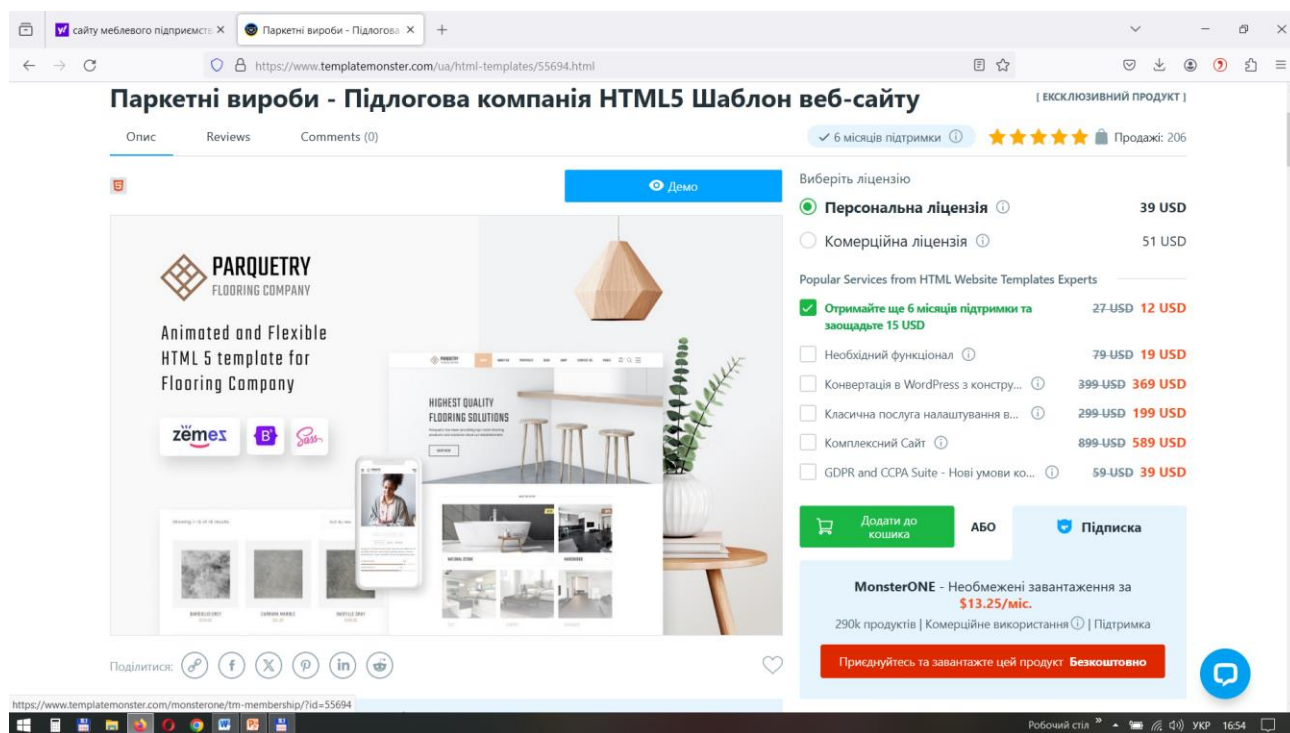 сайту меблевого підприємств
Паркетні вироби - Підлогова
https://www.templatemonster.com/ua/html-templates/55694.html
Паркетні вироби - Підлогова компанія HTML5 Шаблон веб-сайту
[ ЕКСКЛЮЗИВНИЙ ПРОДУКТ ]
Опис Reviews Comments (0)
6 місяців підтримки
Продажі: 206
Демо
PARQUETRY
FLOORING COMPANY
Animated and Flexible
HTML 5 template for
Flooring Company
zemez B Sass
PARQUETRY
HIGHEST QUALITY
FLOORING SOLUTIONS
NATURAL STONE
HARDWOOD
Поділитися:
Виберіть ліцензію
Персональна ліцензія 39 USD
Комерційна ліцензія 51 USD
Popular Services from HTML Website Templates Experts
Отримайте ще 6 місяців підтримки та 27 USD 12 USD
заощадьте 15 USD
Необхідний функціонал 79 USD 19 USD
Конвертація в WordPress з констру... 399 USD 369 USD
Класична послуга налаштування в... 299 USD 199 USD
Комплексний Сайт 899 USD 589 USD
GDPR and CCPA Suite - Нові умови ко... 59 USD 39 USD
Додати до
кошика
АБО
Підписка
MonsterONE - Необмежені завантаження за
$13.25/міс.
290k продуктів | Комерційне використання | Підтримка
Приєднуйтесь та завантажте цей продукт Безкоштовно
https://www.templatemonster.com/monsterone/tm-membership/?id=55694
Робочий стіл
УКР 16:54